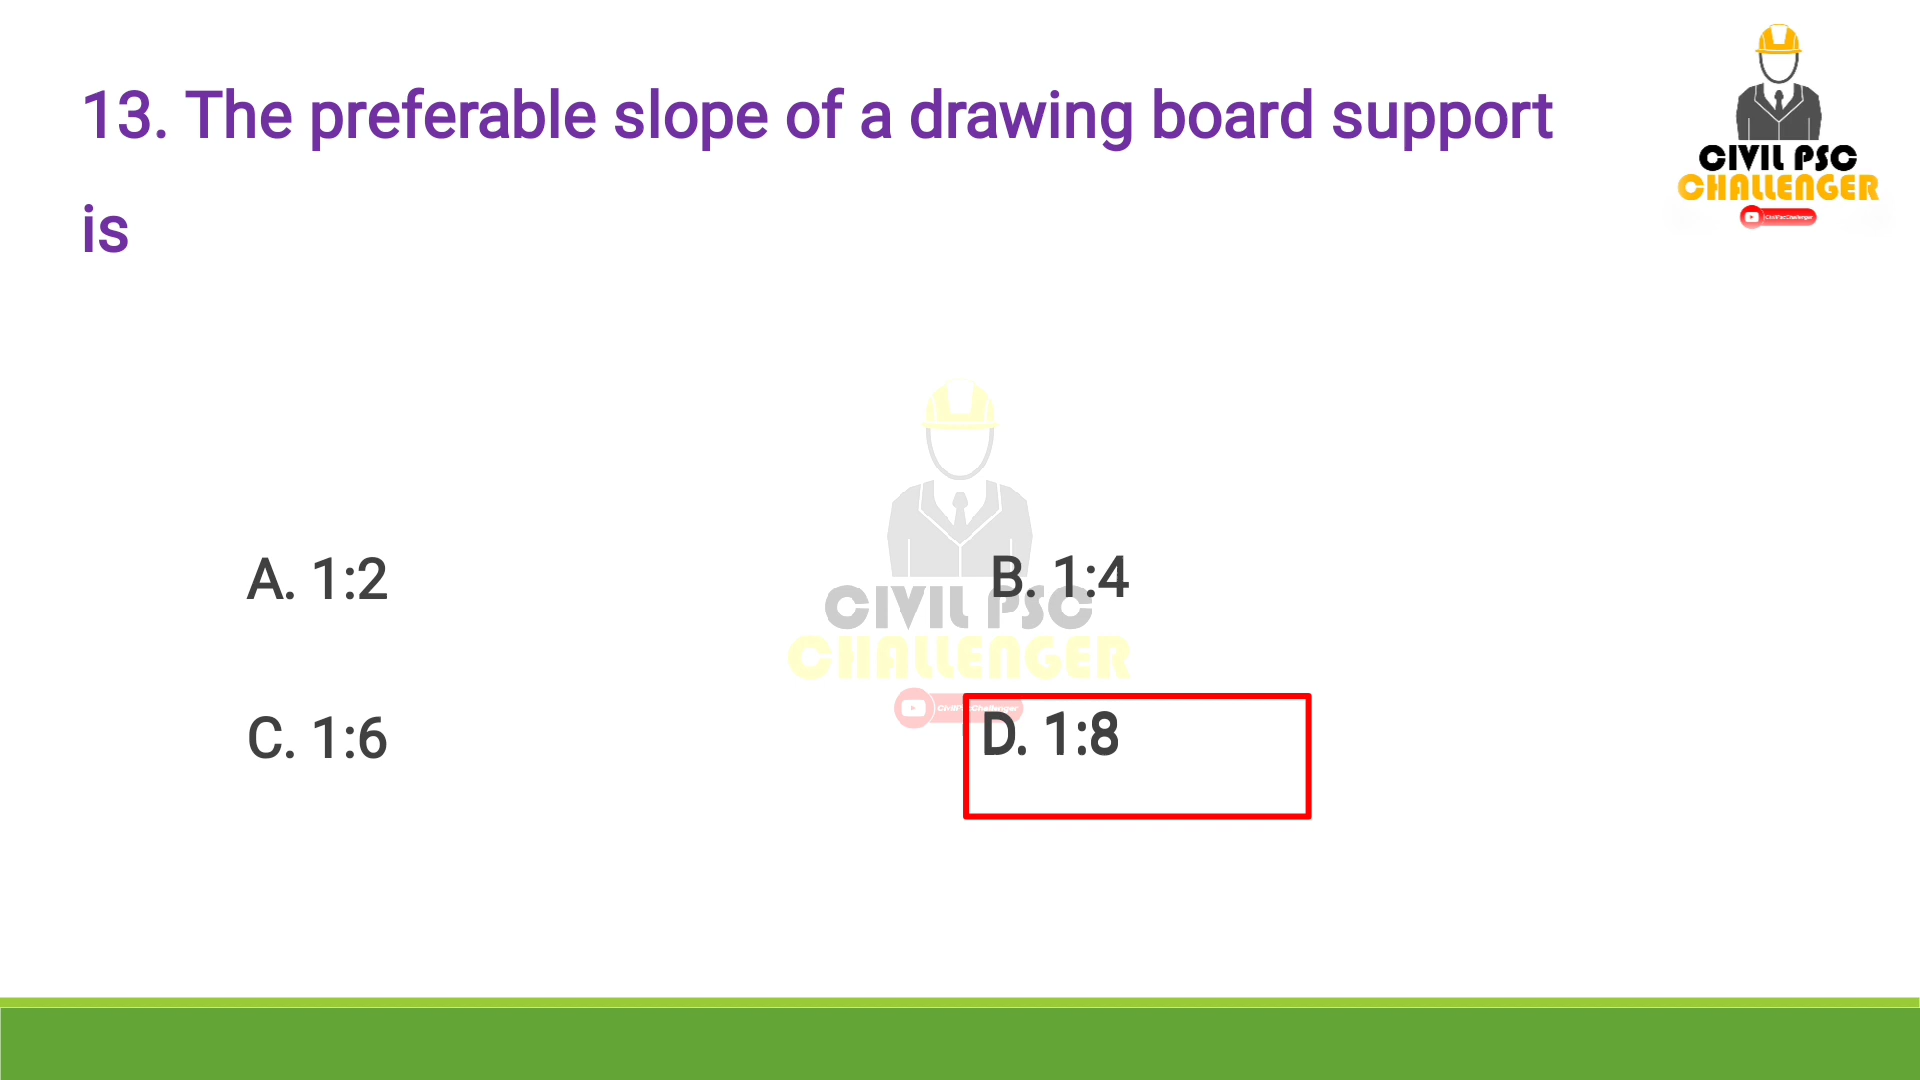 13. The preferable slope of a drawing board support
is
CIVIL PSC
CHALLENGER
CivilPscChallenger
A. 1:2
B. 1:4
CIVIL PSC
CHALLENGER
C. 1:6
D. 1:8